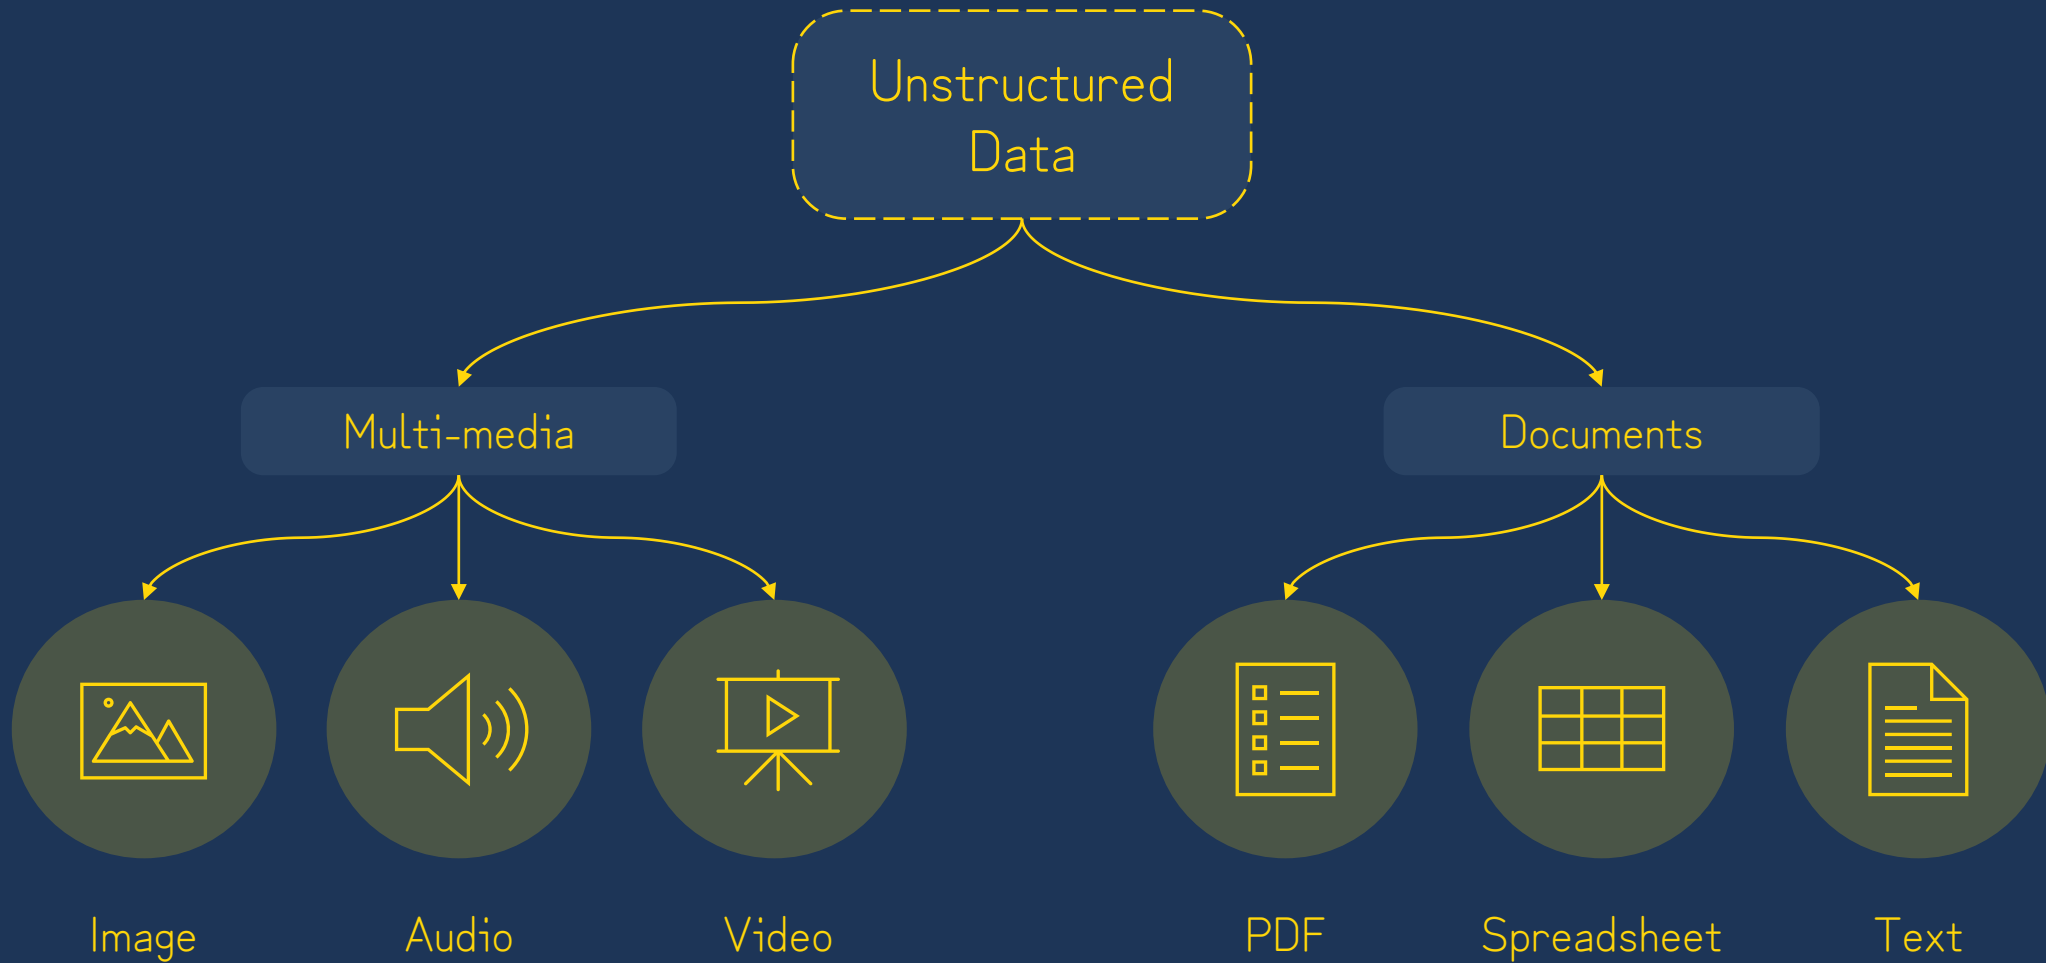 Unstructured
Data
Multi-media
Documents
Image
Audio
Video
PDF
Spreadsheet
Text